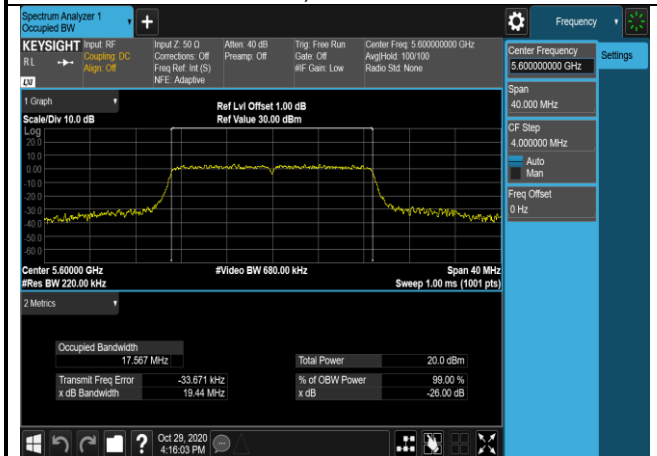 Spectrum Analyzer 1
Occupied BW
Frequency
KEYSIGHT
RL
LXI
Input: RF
Coupling: DC
Align: Off
Input Z: 50 Ω
Corrections: Off
Freq Ref: Int (S)
NFE: Adaptive
Atten: 40 dB
Preamp: Off
Trig: Free Run
Gate: Off
#IF Gain: Low
Center Freq: 5.600000000 GHz
Avg|Hold: 100/100
Radio Std: None
Center Frequency
5.600000000 GHz
Settings
Span
40.000 MHz
CF Step
4.000000 MHz
Auto
Man
Freq Offset
0 Hz
1 Graph
Scale/Div 10.0 dB
Ref Lvl Offset 1.00 dB
Ref Value 30.00 dBm
Log
20.0
10.0
0.00
-10.0
-20.0
-30.0
-40.0
-50.0
-60.0
Center 5.60000 GHz
#Video BW 680.00 kHz
Span 40 MHz
#Res BW 220.00 kHz
Sweep 1.00 ms (1001 pts)
2 Metrics
Occupied Bandwidth
17.567 MHz
Total Power 20.0 dBm
Transmit Freq Error -33.671 kHz
% of OBW Power 99.00 %
x dB Bandwidth 19.44 MHz
x dB -26.00 dB
?
Oct 29, 2020
4:16:03 PM